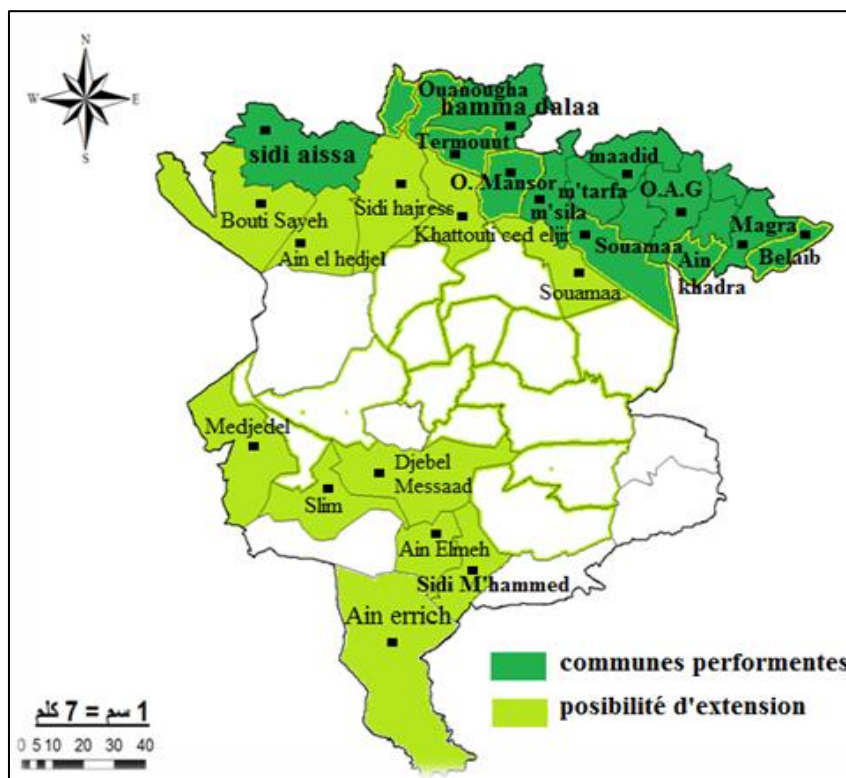 N
W E
S
Ouanougha
hamma dalaa
sidi aissa
Termount
maadid
O. Mansor
m'tarfa
O.A.G
Bouti Sayeh
Sidi hajress
m'sila
Khattouti ced eljir
Souamaa
Magra
Ain el hedjel
Ain
khadra
Belaib
Souamaa
Medjedel
Djebel
Messaad
Slim
Ain Elmeh
Sidi M'hammed
Ain errich
communes performentes
posibilité d'extension
1 سم = 7 كلم
0 5 10 20 30 40